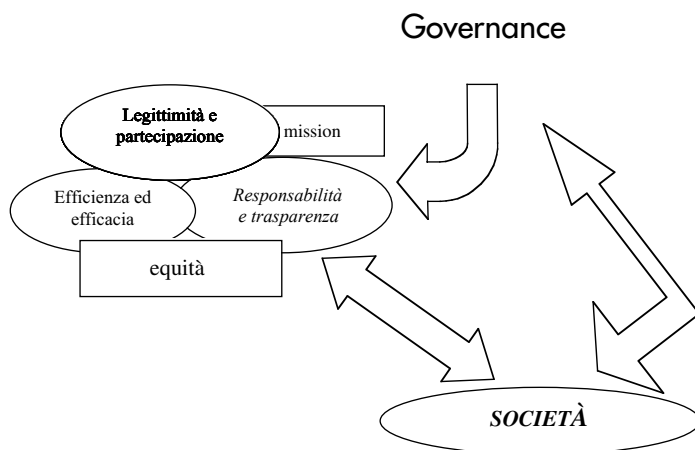 Governance
Legittimità e
partecipazione
mission
Efficienza ed
efficacia
Responsabilità
e trasparenza
equità
SOCIETÀ